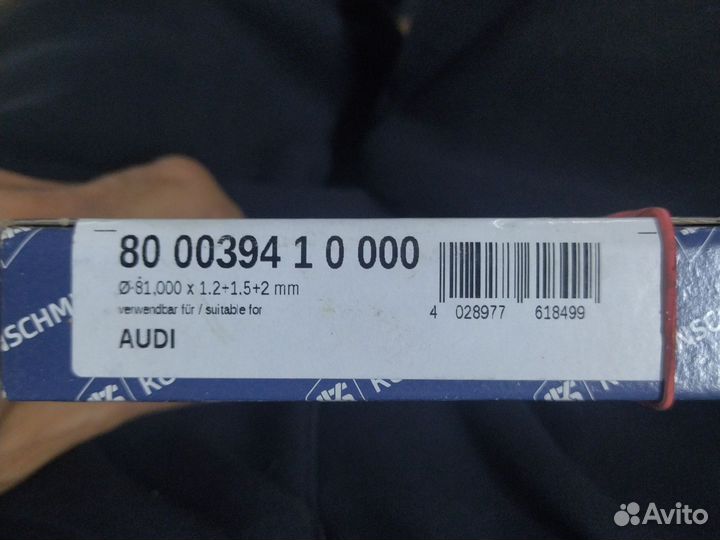 80 00394 1 0 000
Ø 81,000 x 1.2+1.5+2 mm
verwendbar für / suitable for
AUDI
4 028977 618499
Avito